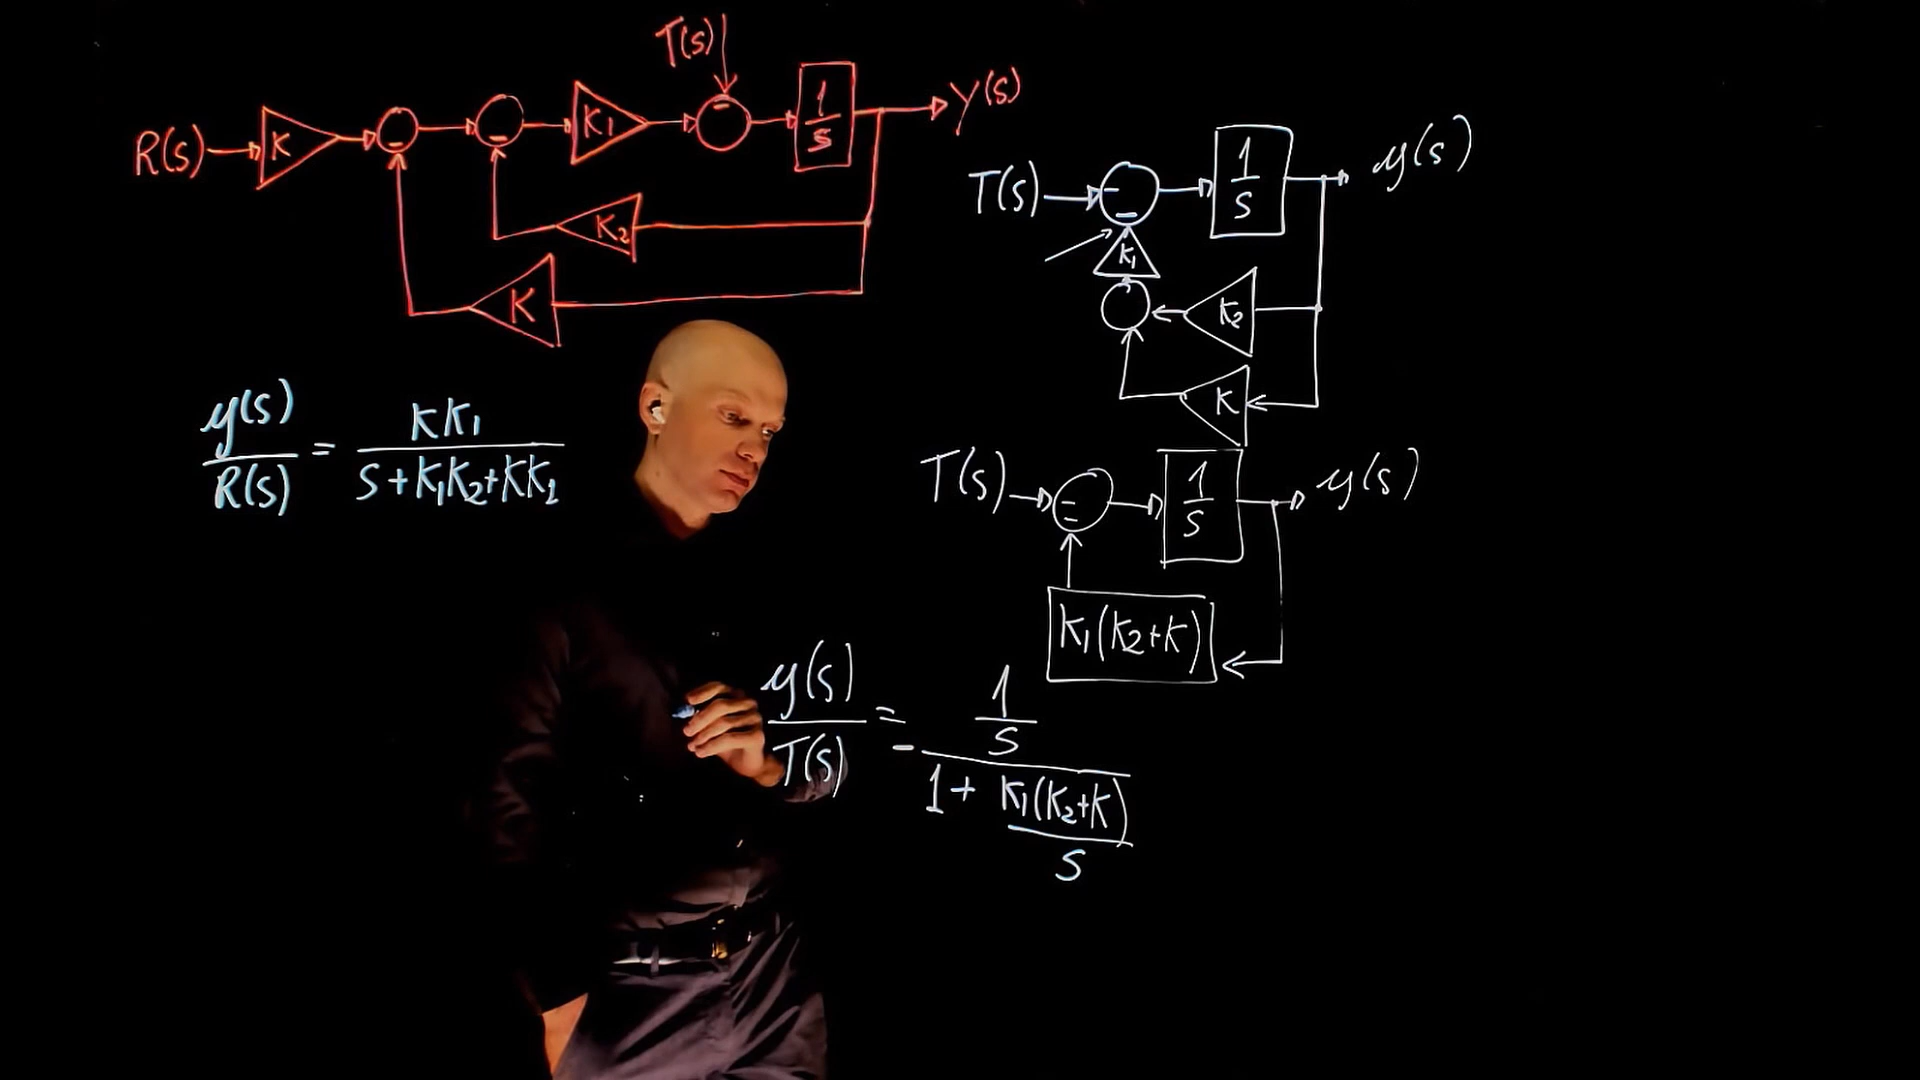 T(s)
R(s) K K1 1/s Y(s)
-
-
K2
K
T(s) - 1/s y(s)
-
K1
K2
K
y(s)/R(s) = KK1/(s+K1K2+KK1)
T(s) - 1/s y(s)
-
K1(K2+K)
y(s)/T(s) = - (1/s)/(1+ K1(K2+K)/s)